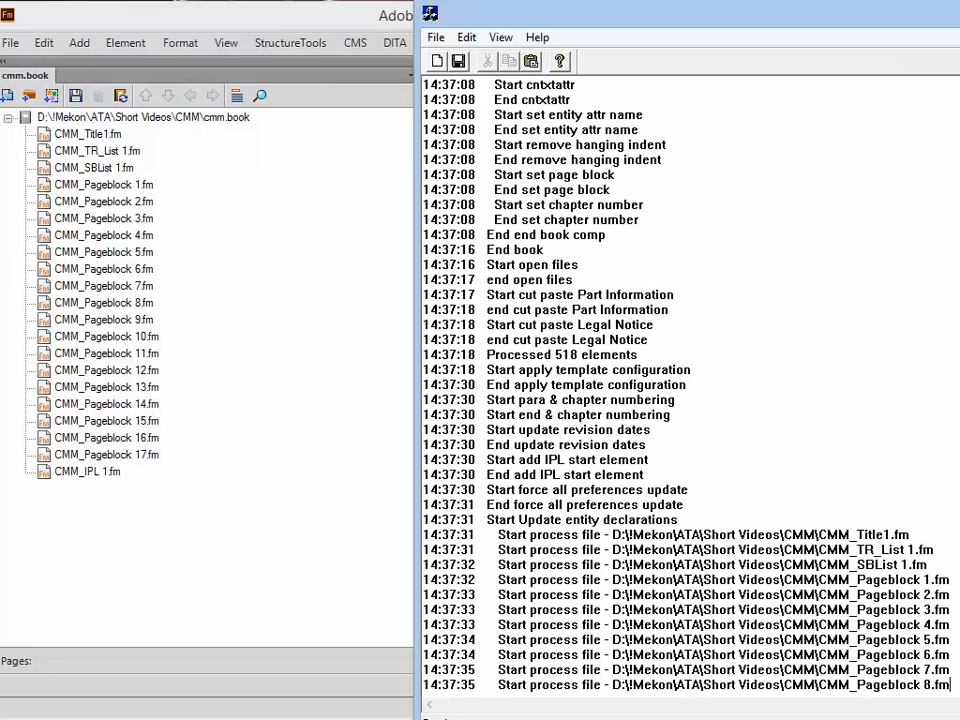 Fm
Adob
File Edit Add Element Format View StructureTools CMS DITA
cmm.book
D:\!Mekon\ATA\Short Videos\CMM\cmm.book
CMM_Title1.fm
CMM_TR_List 1.fm
CMM_SBList 1.fm
CMM_Pageblock 1.fm
CMM_Pageblock 2.fm
CMM_Pageblock 3.fm
CMM_Pageblock 4.fm
CMM_Pageblock 5.fm
CMM_Pageblock 6.fm
CMM_Pageblock 7.fm
CMM_Pageblock 8.fm
CMM_Pageblock 9.fm
CMM_Pageblock 10.fm
CMM_Pageblock 11.fm
CMM_Pageblock 12.fm
CMM_Pageblock 13.fm
CMM_Pageblock 14.fm
CMM_Pageblock 15.fm
CMM_Pageblock 16.fm
CMM_Pageblock 17.fm
CMM_IPL 1.fm
Pages:
File Edit View Help
14:37:08 Start cntxtattr
14:37:08 End cntxtattr
14:37:08 Start set entity attr name
14:37:08 End set entity attr name
14:37:08 Start remove hanging indent
14:37:08 End remove hanging indent
14:37:08 Start set page block
14:37:08 End set page block
14:37:08 Start set chapter number
14:37:08 End set chapter number
14:37:08 End end book comp
14:37:16 End book
14:37:16 Start open files
14:37:17 end open files
14:37:17 Start cut paste Part Information
14:37:18 end cut paste Part Information
14:37:18 Start cut paste Legal Notice
14:37:18 end cut paste Legal Notice
14:37:18 Processed 518 elements
14:37:18 Start apply template configuration
14:37:30 End apply template configuration
14:37:30 Start para & chapter numbering
14:37:30 Start end & chapter numbering
14:37:30 Start update revision dates
14:37:30 End update revision dates
14:37:30 Start add IPL start element
14:37:30 End add IPL start element
14:37:30 Start force all preferences update
14:37:31 End force all preferences update
14:37:31 Start Update entity declarations
14:37:31 Start process file - D:\!Mekon\ATA\Short Videos\CMM\CMM_Title1.fm
14:37:31 Start process file - D:\!Mekon\ATA\Short Videos\CMM\CMM_TR_List 1.fm
14:37:32 Start process file - D:\!Mekon\ATA\Short Videos\CMM\CMM_SBList 1.fm
14:37:32 Start process file - D:\!Mekon\ATA\Short Videos\CMM\CMM_Pageblock 1.fm
14:37:33 Start process file - D:\!Mekon\ATA\Short Videos\CMM\CMM_Pageblock 2.fm
14:37:33 Start process file - D:\!Mekon\ATA\Short Videos\CMM\CMM_Pageblock 3.fm
14:37:33 Start process file - D:\!Mekon\ATA\Short Videos\CMM\CMM_Pageblock 4.fm
14:37:34 Start process file - D:\!Mekon\ATA\Short Videos\CMM\CMM_Pageblock 5.fm
14:37:34 Start process file - D:\!Mekon\ATA\Short Videos\CMM\CMM_Pageblock 6.fm
14:37:35 Start process file - D:\!Mekon\ATA\Short Videos\CMM\CMM_Pageblock 7.fm
14:37:35 Start process file - D:\!Mekon\ATA\Short Videos\CMM\CMM_Pageblock 8.fm